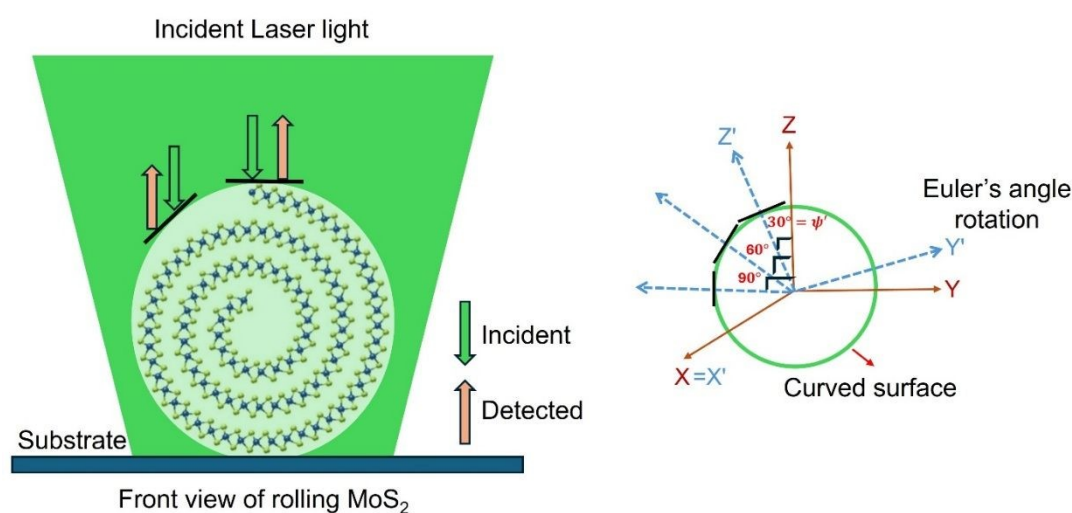 Incident Laser light
Incident
Detected
Substrate
Front view of rolling MoS₂
Z'
Z
30° = ψ'
60°
90°
Euler's angle
rotation
Y'
Y
X =X'
Curved surface